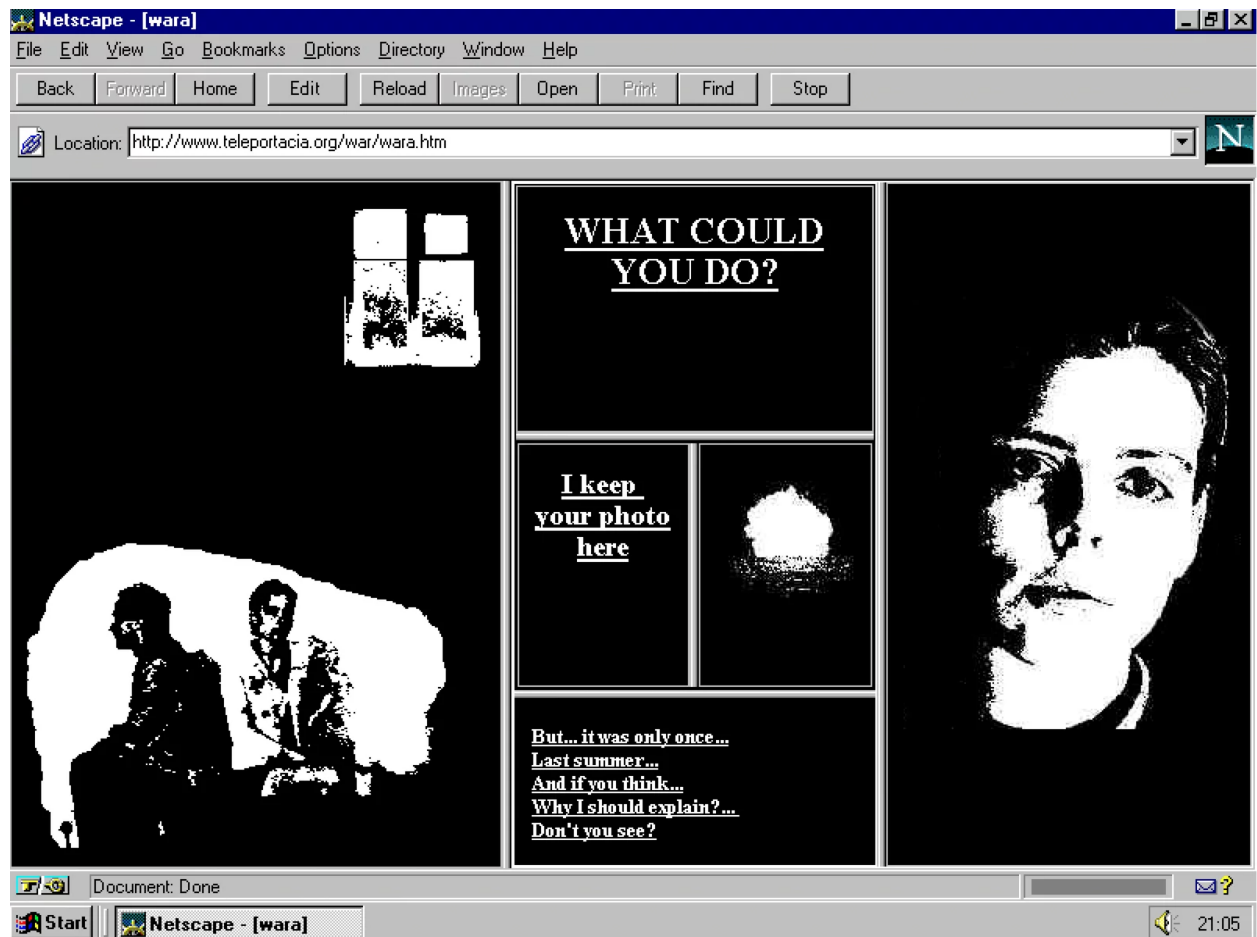 Netscape - [wara]
File Edit View Go Bookmarks Options Directory Window Help
Back Forward Home Edit Reload Images Open Print Find Stop
Location: http://www.teleportacia.org/war/wara.htm
N
WHAT COULD
YOU DO?
I keep
your photo
here
But... it was only once...
Last summer...
And if you think...
Why I should explain?...
Don't you see?
Document: Done
Start Netscape - [wara] 21:05